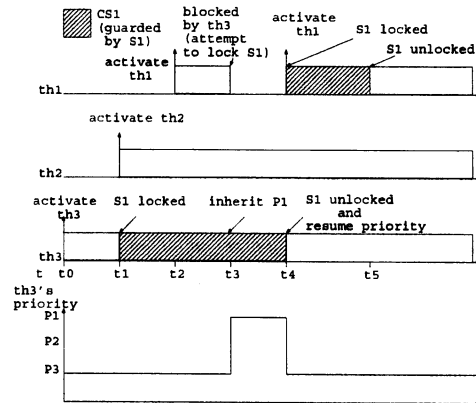 CS1
(guarded
by S1)
blocked
by th3
(attempt
to lock S1)
activate
th1
activate
th1
S1 locked
S1 unlocked
th1
activate th2
th2
activate
th3
S1 locked
inherit P1
S1 unlocked
and
resume priority
th3
t t0 t1 t2 t3 t4 t5
th3's
priority
P1
P2
P3